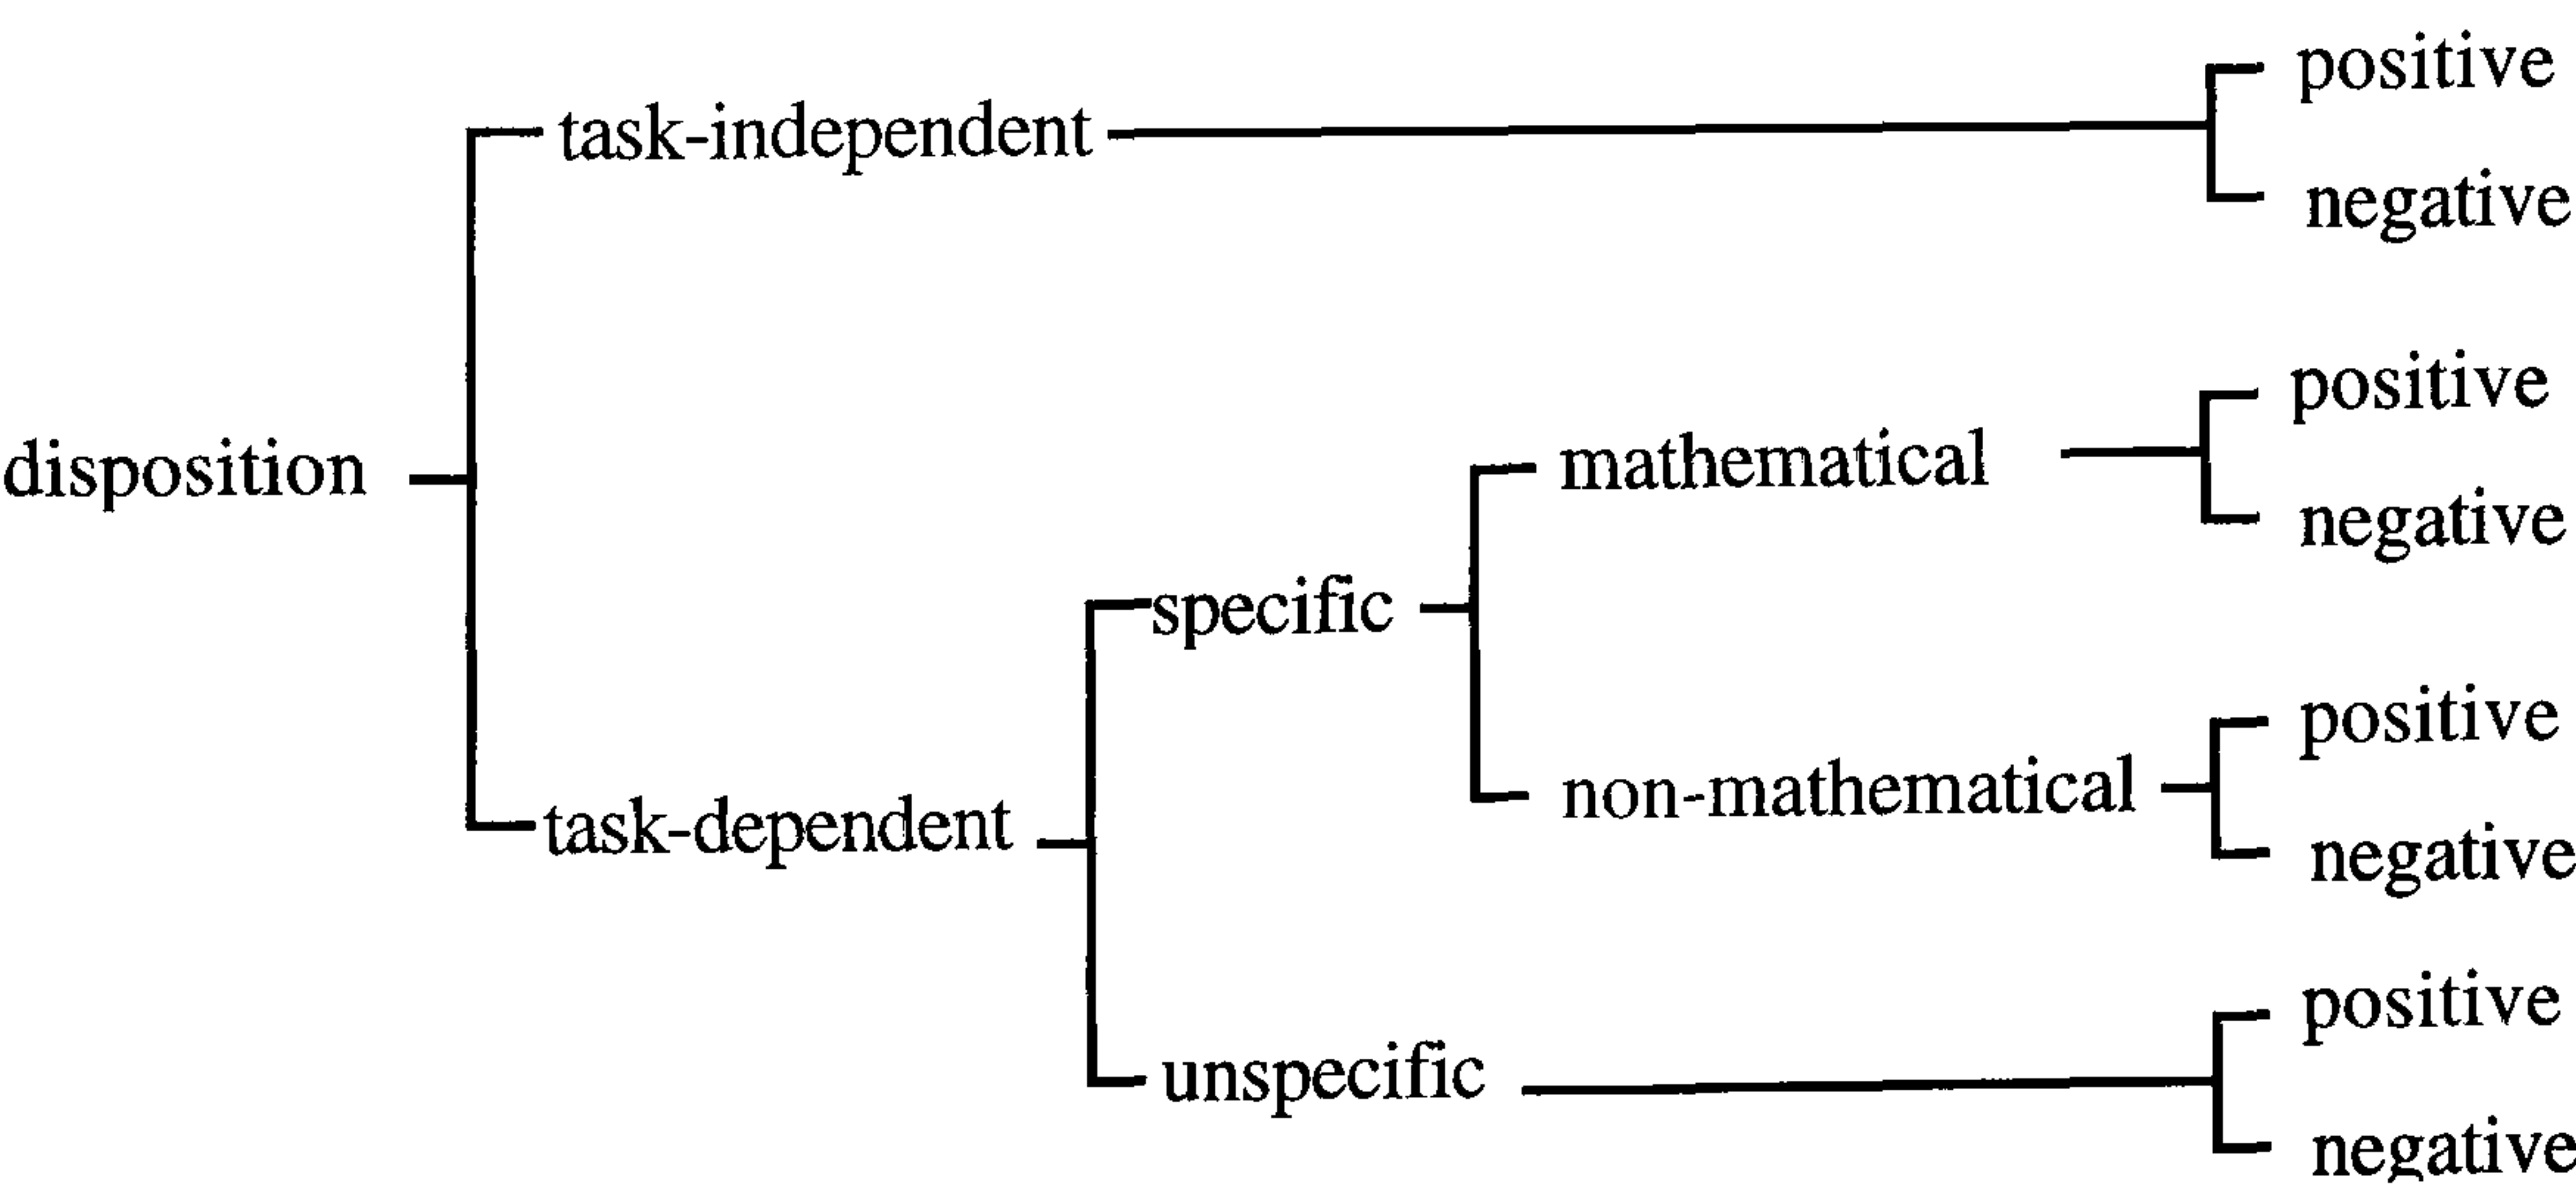 positive
task-independent
negative
positive
disposition
mathematical
negative
specific
positive
non-mathematical
task-dependent
negative
positive
unspecific
negative